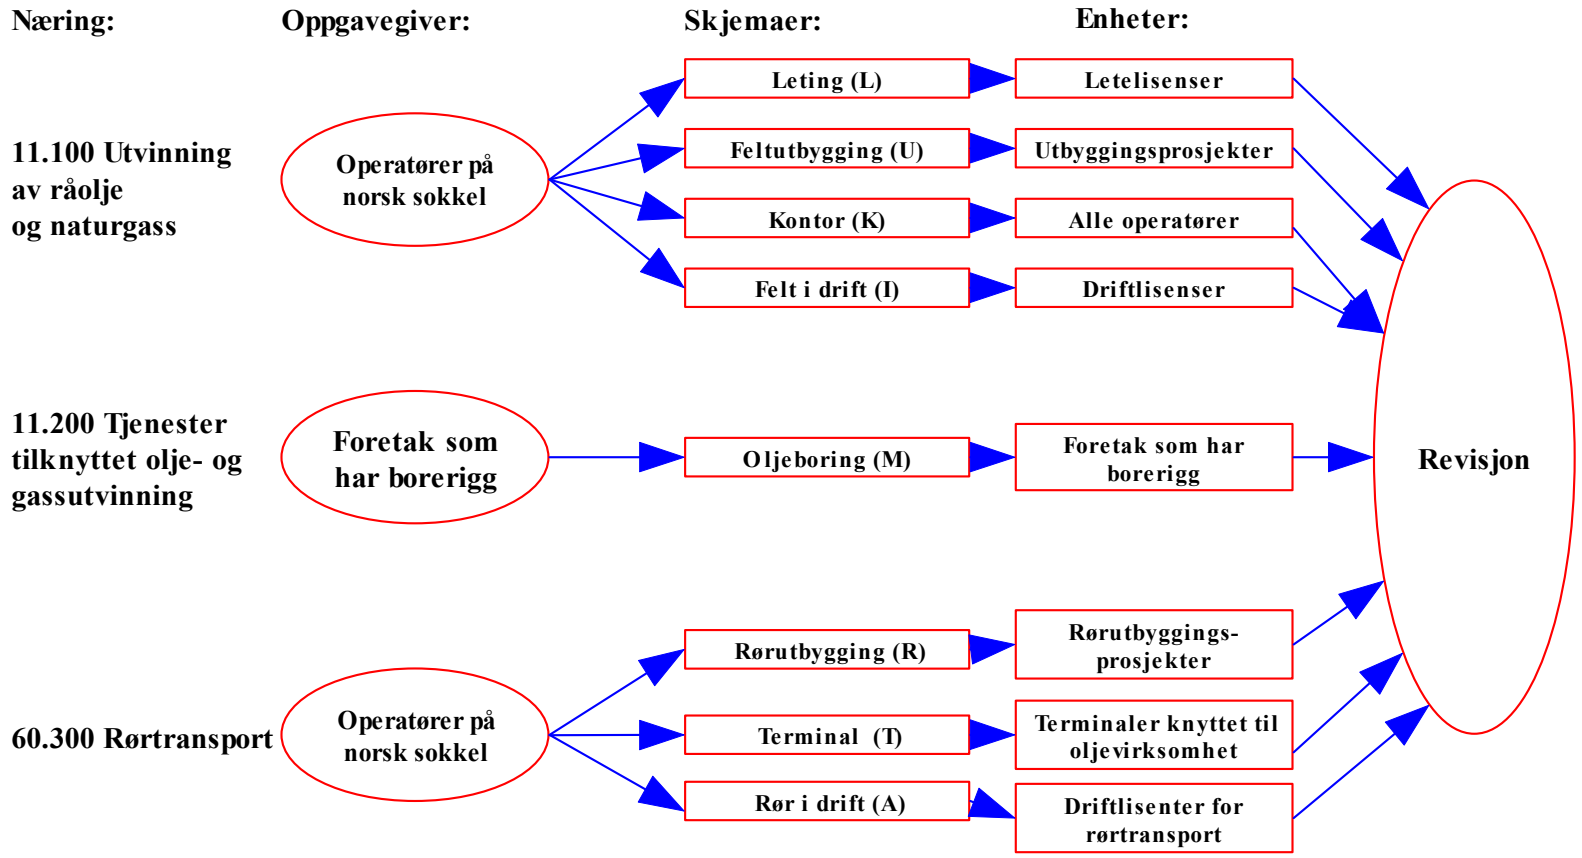 Næring:
Oppgavegiver:
Skjemaer:
Enheter:
11.100 Utvinning
av råolje
og naturgass
Operatører på
norsk sokkel
Leting (L)
Letelisenser
Feltutbygging (U)
Utbyggingsprosjekter
Kontor (K)
Alle operatører
Felt i drift (I)
Driftlisenser
11.200 Tjenester
tilknyttet olje- og
gassutvinning
Foretak som
har borerigg
Oljeboring (M)
Foretak som har
borerigg
Revisjon
60.300 Rørtransport
Operatører på
norsk sokkel
Rørutbygging (R)
Rørutbyggings-
prosjekter
Terminal (T)
Terminaler knyttet til
oljevirksomhet
Rør i drift (A)
Driftlisenter for
rørtransport